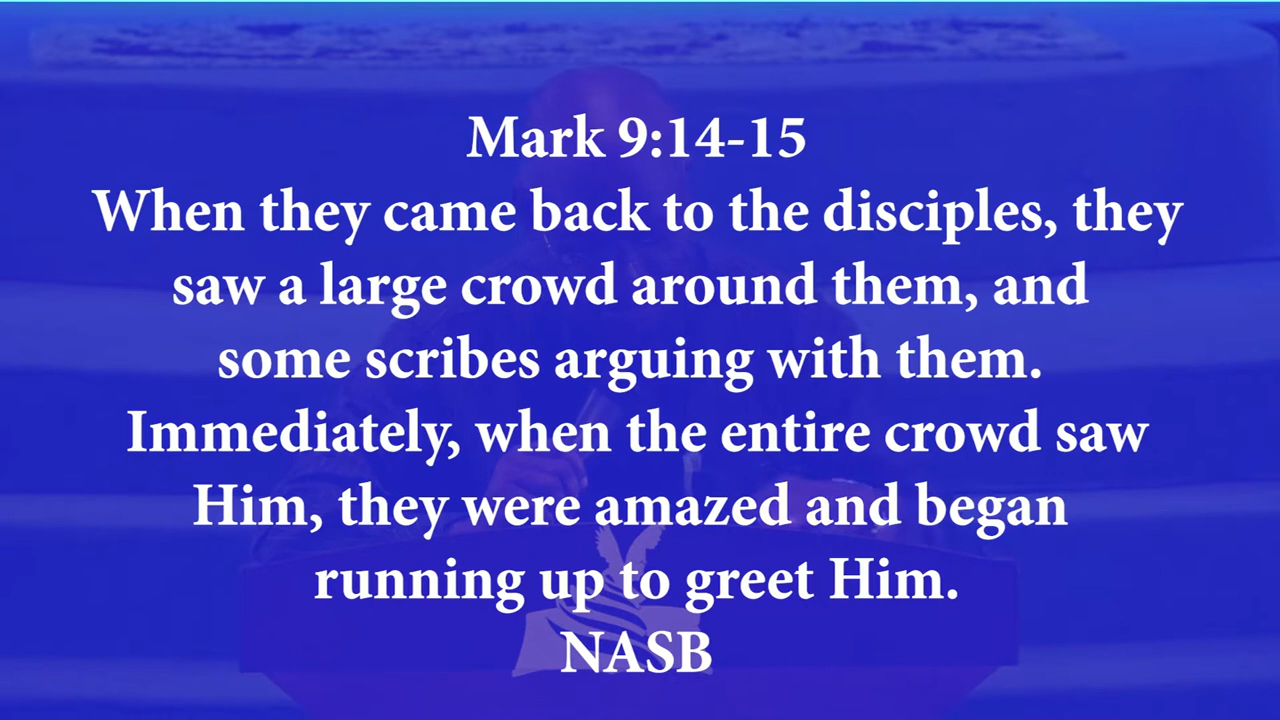 Mark 9:14-15
When they came back to the disciples, they
saw a large crowd around them, and
some scribes arguing with them.
Immediately, when the entire crowd saw
Him, they were amazed and began
running up to greet Him.
NASB